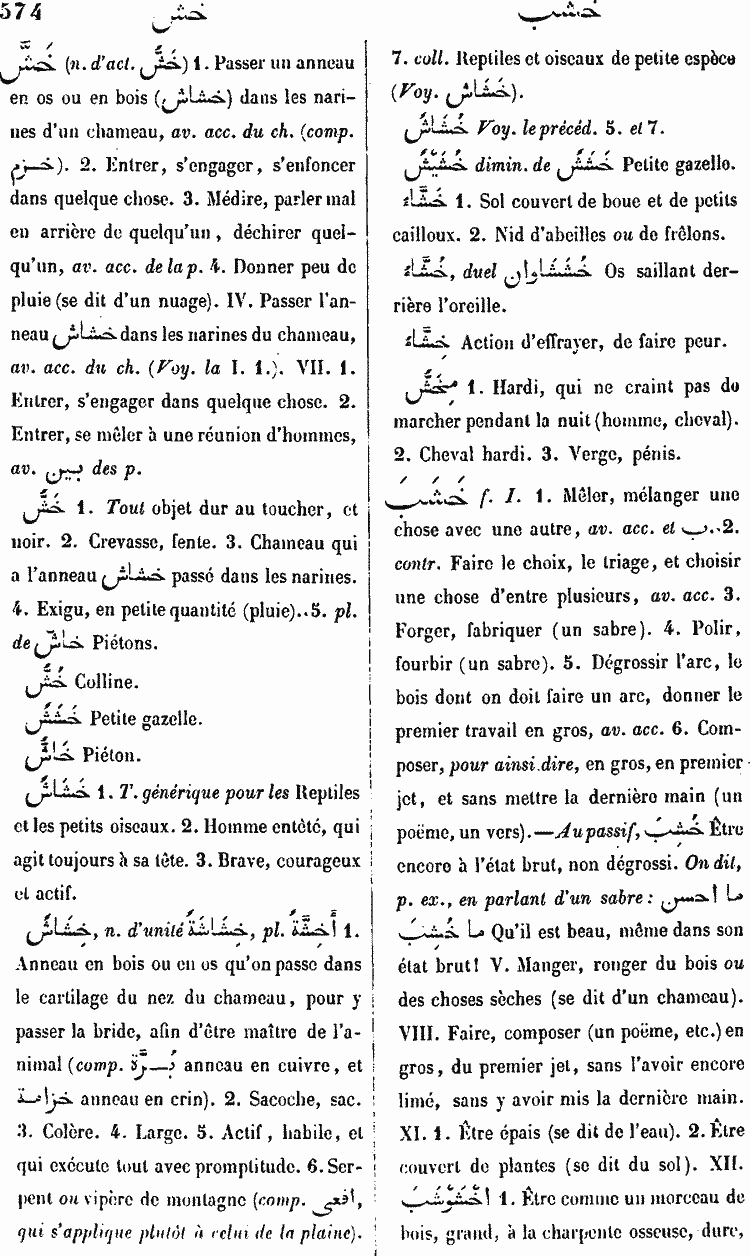 574
خش
خشب
خَشَّ (n. d'act. خَشّ) 1. Passer un anneau
en os ou en bois (خشاش) dans les nari-
nes d'un chameau, av. acc. du ch. (comp.
خزم). 2. Entrer, s'engager, s'enfoncer
dans quelque chose. 3. Médire, parler mal
en arrière de quelqu'un, déchirer quel-
qu'un, av. acc. de la p. 4. Donner peu de
pluie (se dit d'un nuage). IV. Passer l'an-
neau خشاش dans les narines du chameau,
av. acc. du ch. (Voy. la I. 1.). VII. 1.
Entrer, s'engager dans quelque chose. 2.
Entrer, se mêler à une réunion d'hommes,
av. بين des p.
خَشّ 1. Tout objet dur au toucher, et
noir. 2. Crevasse, fente. 3. Chameau qui
a l'anneau خشاش passé dans les narines.
4. Exigu, en petite quantité (pluie). 5. pl.
de خاشّ Piétons.
خُشّ Colline.
خُشَشٌ Petite gazelle.
خَاشٌّ Piéton.
خَشَاشٌ 1. T. générique pour les Reptiles
et les petits oiseaux. 2. Homme entêté, qui
agit toujours à sa tête. 3. Brave, courageux
et actif.
خِشَاشٌ, n. d'unité خِشَاشَةٌ, pl. أَخِشَّةٌ 1.
Anneau en bois ou en os qu'on passe dans
le cartilage du nez du chameau, pour y
passer la bride, afin d'être maître de l'a-
nimal (comp. بُرَةٌ anneau en cuivre, et
خزامة anneau en crin). 2. Sacoche, sac.
3. Colère. 4. Large. 5. Actif, habile, et
qui exécute tout avec promptitude. 6. Ser-
pent ou vipère de montagne (comp. افعى,
qui s'applique plutôt à celui de la plaine).
7. coll. Reptiles et oiseaux de petite espèce
(Voy. خَشَاش).
خُشَاشٌ Voy. le précéd. 5. et 7.
خُشَيْشٌ dimin. de خُشَشٌ Petite gazelle.
خَشَّاءُ 1. Sol couvert de boue et de petits
cailloux. 2. Nid d'abeilles ou de frêlons.
خُشَّاءُ, duel خُشَشَاوان Os saillant der-
rière l'oreille.
خِشَّاءُ Action d'effrayer, de faire peur.
مِخَشٌّ 1. Hardi, qui ne craint pas de
marcher pendant la nuit (homme, cheval).
2. Cheval hardi. 3. Verge, pénis.
خَشَبَ f. I. 1. Mêler, mélanger une
chose avec une autre, av. acc. et ب. 2.
contr. Faire le choix, le triage, et choisir
une chose d'entre plusieurs, av. acc. 3.
Forger, fabriquer (un sabre). 4. Polir,
fourbir (un sabre). 5. Dégrossir l'arc, le
bois dont on doit faire un arc, donner le
premier travail en gros, av. acc. 6. Com-
poser, pour ainsi dire, en gros, en premier
jet, et sans mettre la dernière main (un
poëme, un vers).—Au passif, خُشِبَ Être
encore à l'état brut, non dégrossi. On dit,
p. ex., en parlant d'un sabre: ما احسن
ما خُشِبَ Qu'il est beau, même dans son
état brut! V. Manger, ronger du bois ou
des choses sèches (se dit d'un chameau).
VIII. Faire, composer (un poëme, etc.) en
gros, du premier jet, sans l'avoir encore
limé, sans y avoir mis la dernière main.
XI. 1. Être épais (se dit de l'eau). 2. Être
couvert de plantes (se dit du sol). XII.
اخْشَوْشَبَ 1. Être comme un morceau de
bois, grand, à la charpente osseuse, dure,